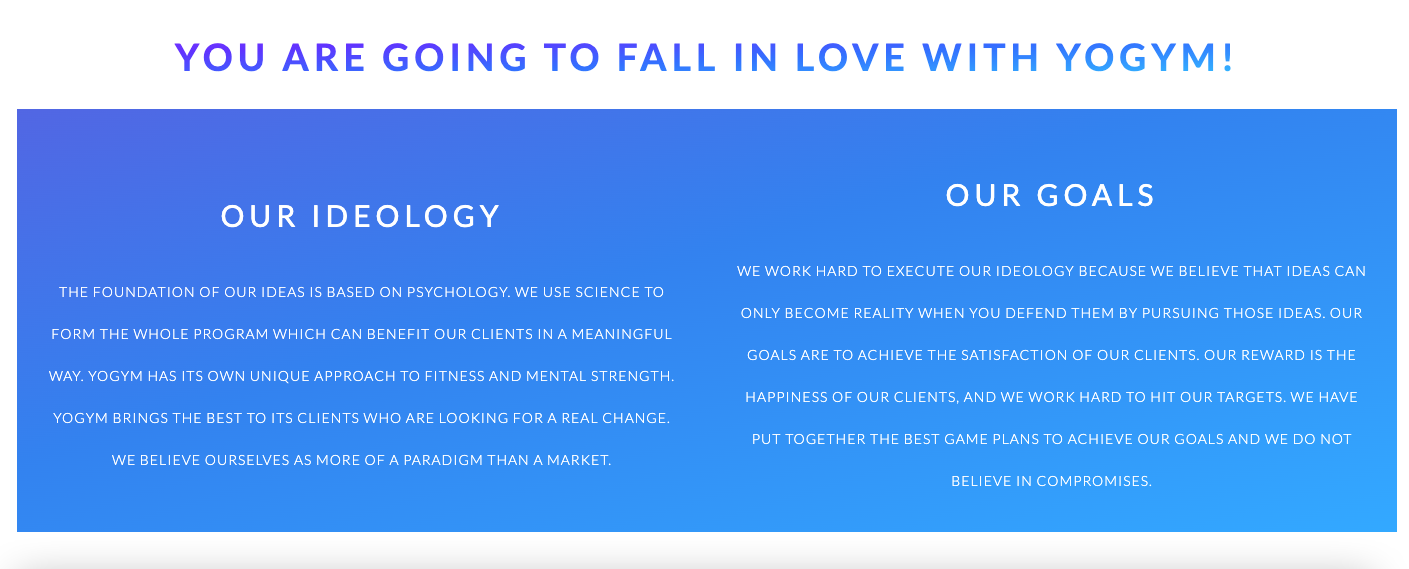 YOU ARE GOING TO FALL IN LOVE WITH YOGYM!
OUR IDEOLOGY
THE FOUNDATION OF OUR IDEAS IS BASED ON PSYCHOLOGY. WE USE SCIENCE TO
FORM THE WHOLE PROGRAM WHICH CAN BENEFIT OUR CLIENTS IN A MEANINGFUL
WAY. YOGYM HAS ITS OWN UNIQUE APPROACH TO FITNESS AND MENTAL STRENGTH.
YOGYM BRINGS THE BEST TO ITS CLIENTS WHO ARE LOOKING FOR A REAL CHANGE.
WE BELIEVE OURSELVES AS MORE OF A PARADIGM THAN A MARKET.
OUR GOALS
WE WORK HARD TO EXECUTE OUR IDEOLOGY BECAUSE WE BELIEVE THAT IDEAS CAN
ONLY BECOME REALITY WHEN YOU DEFEND THEM BY PURSUING THOSE IDEAS. OUR
GOALS ARE TO ACHIEVE THE SATISFACTION OF OUR CLIENTS. OUR REWARD IS THE
HAPPINESS OF OUR CLIENTS, AND WE WORK HARD TO HIT OUR TARGETS. WE HAVE
PUT TOGETHER THE BEST GAME PLANS TO ACHIEVE OUR GOALS AND WE DO NOT
BELIEVE IN COMPROMISES.